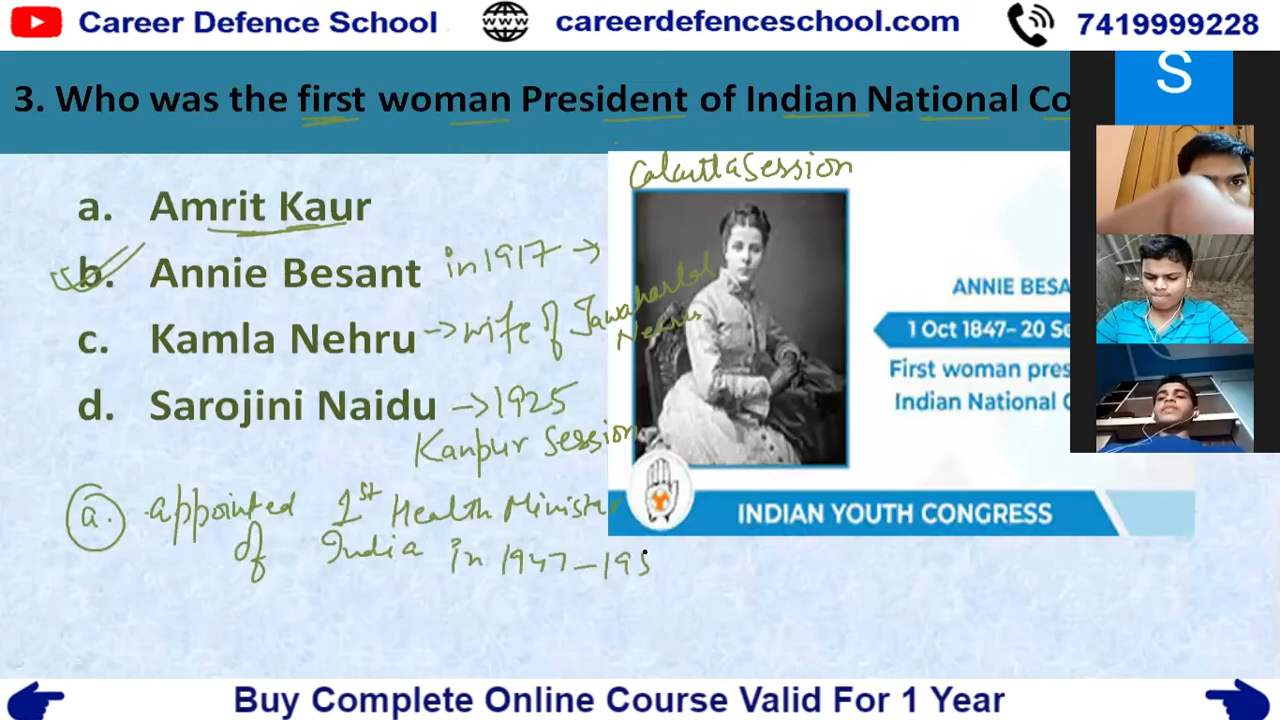 Career Defence School
careerdefenceschool.com
7419999228
3. Who was the first woman President of Indian National Co
S
Calcutta Session
a. Amrit Kaur
b. Annie Besant in 1917 →
c. Kamla Nehru → wife of Jawaharlal
Nehru
d. Sarojini Naidu → 1925
Kanpur Session
ANNIE BESA
1 Oct 1847– 20 Se
First woman pres
Indian National C
INDIAN YOUTH CONGRESS
a. appointed 1st Health Minister
of India in 1947-195
Buy Complete Online Course Valid For 1 Year